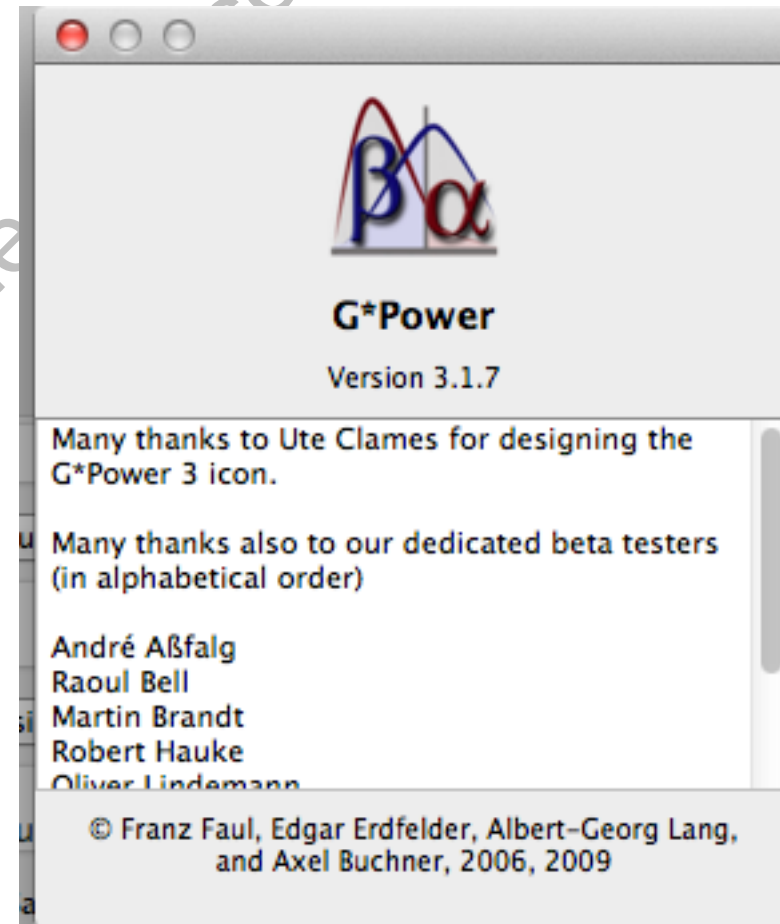 β α
G*Power
Version 3.1.7
Many thanks to Ute Clames for designing the
G*Power 3 icon.
Many thanks also to our dedicated beta testers
(in alphabetical order)
André Aßfalg
Raoul Bell
Martin Brandt
Robert Hauke
Oliver Lindemann
© Franz Faul, Edgar Erdfelder, Albert-Georg Lang,
and Axel Buchner, 2006, 2009